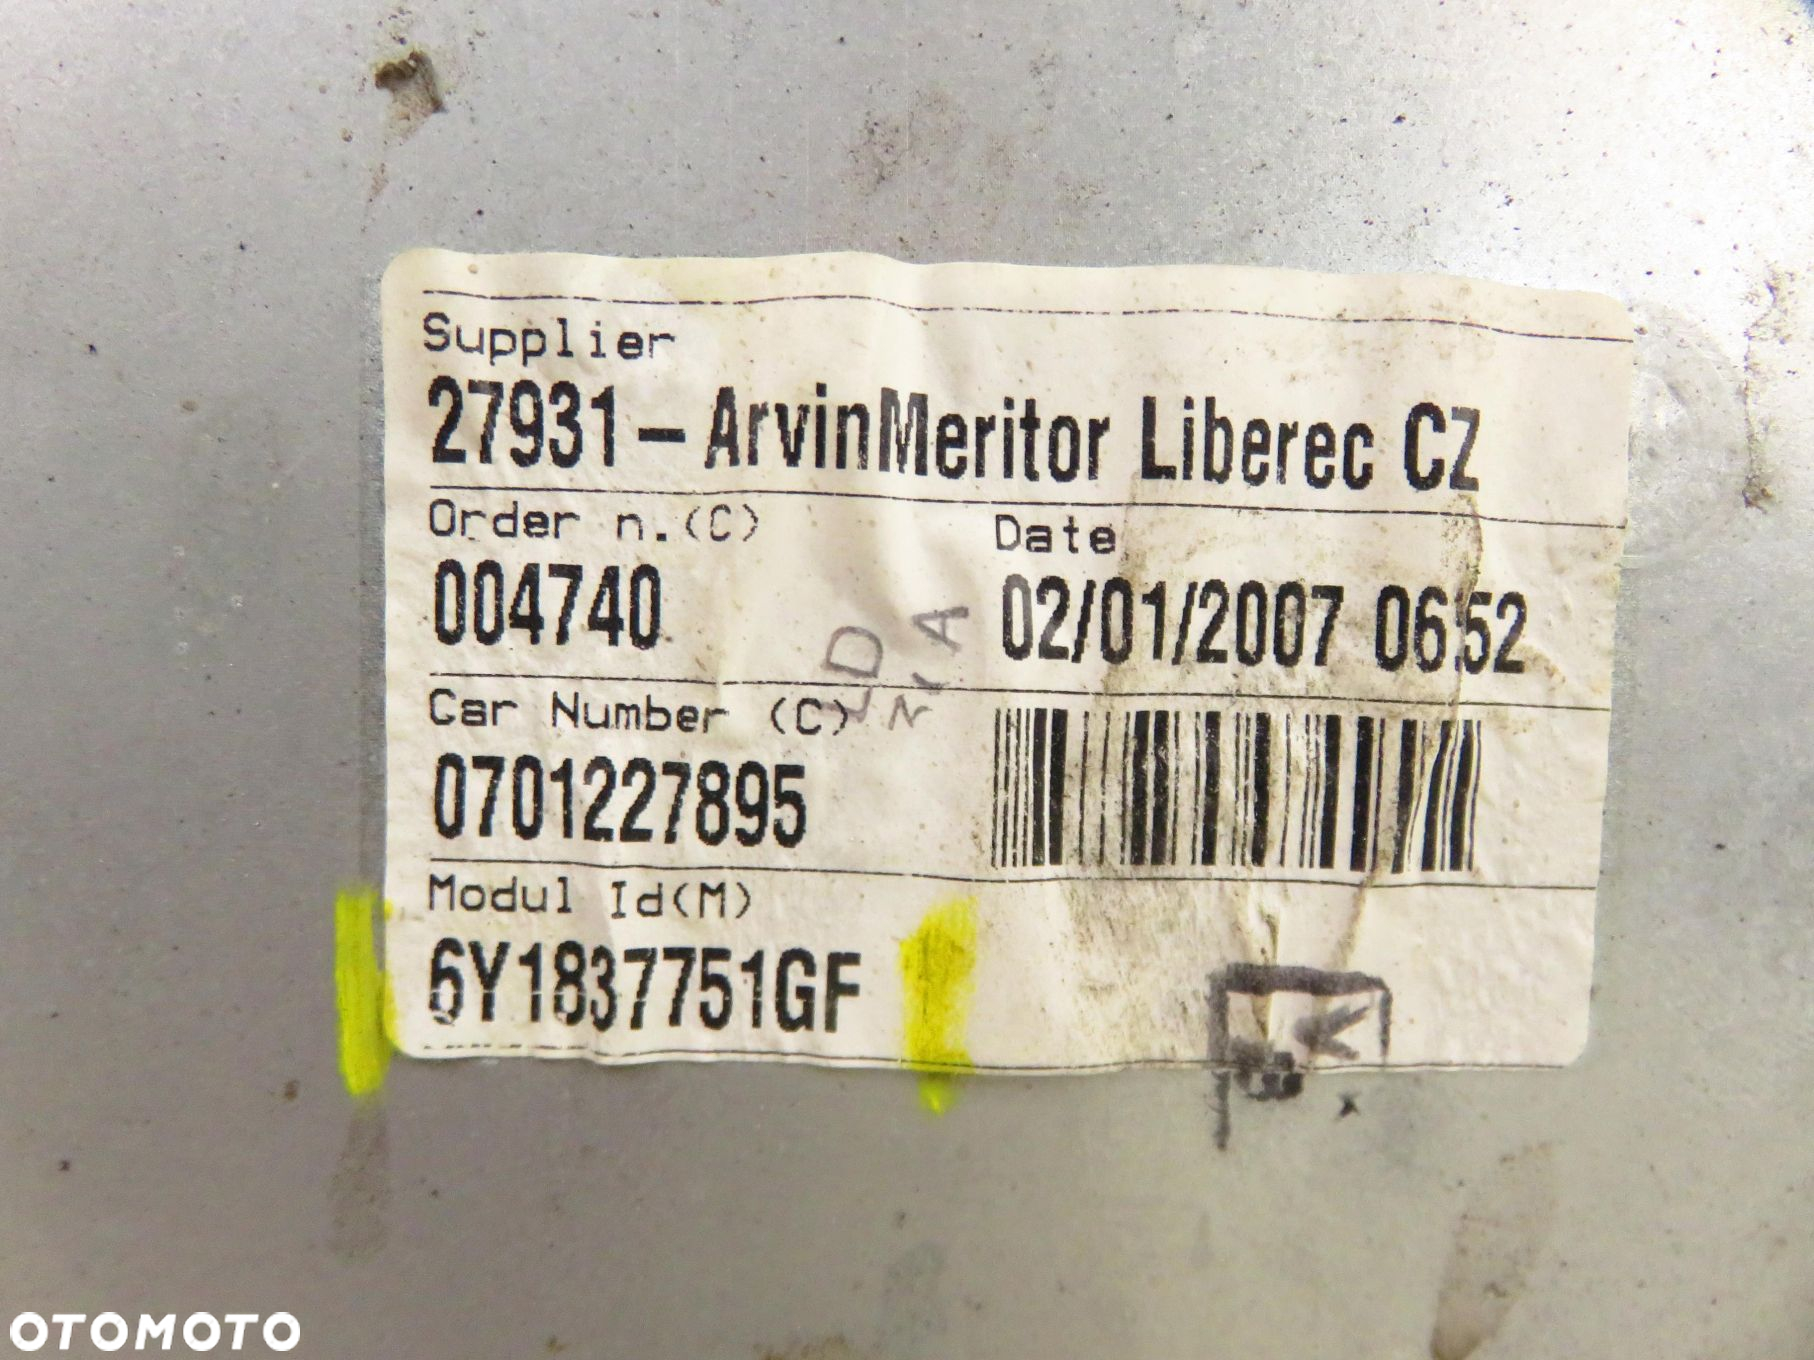 Supplier
27931-ArvinMeritor Liberec CZ
Order n.(C)
004740
Date
02/01/2007 06:52
Car Number (C)
0701227895
Modul Id(M)
6Y1837751GF
OTOMOTO